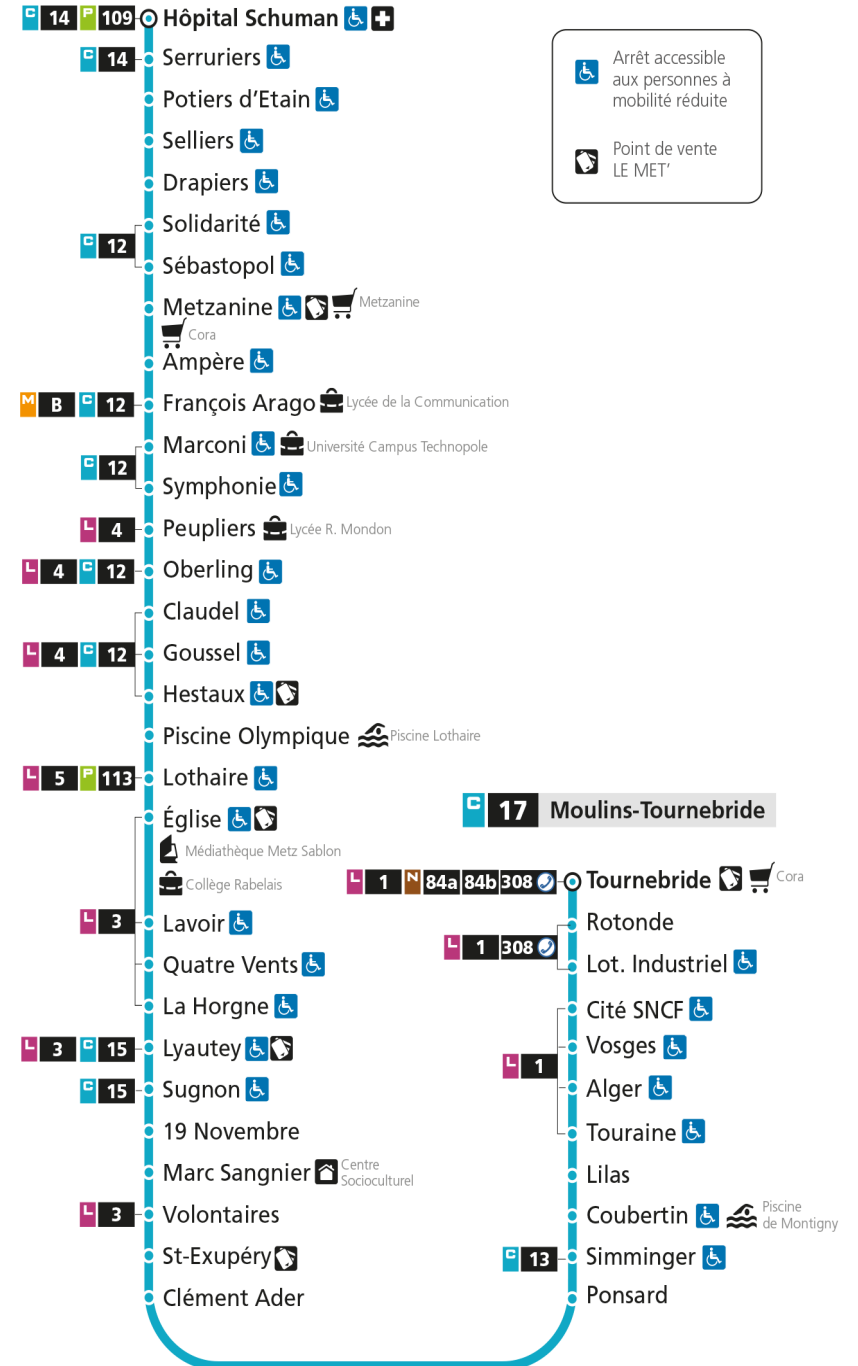 C 14 P 109 Hôpital Schuman
C 14 Serruriers
Potiers d'Etain
Selliers
Drapiers
Solidarité
C 12
Sébastopol
Metzanine Metzanine
Cora
Ampère
M B C 12 François Arago Lycée de la Communication
Marconi Université Campus Technopole
C 12
Symphonie
L 4 Peupliers Lycée R. Mondon
L 4 C 12 Oberling
Claudel
L 4 C 12 Goussel
Hestaux
Piscine Olympique Piscine Lothaire
L 5 P 113 Lothaire
Église
Médiathèque Metz Sablon
Collège Rabelais
L 3 Lavoir
Quatre Vents
La Horgne
L 3 C 15 Lyautey
C 15 Sugnon
19 Novembre
Marc Sangnier Centre
Socioculturel
L 3 Volontaires
St-Exupéry
Clément Ader
Arrêt accessible
aux personnes à
mobilité réduite
Point de vente
LE MET'
C 17 Moulins-Tournebride
L 1 N 84a 84b 308 Tournebride Cora
Rotonde
L 1 308
Lot. Industriel
Cité SNCF
Vosges
L 1
Alger
Touraine
Lilas
Coubertin Piscine
de Montigny
C 13 Simminger
Ponsard